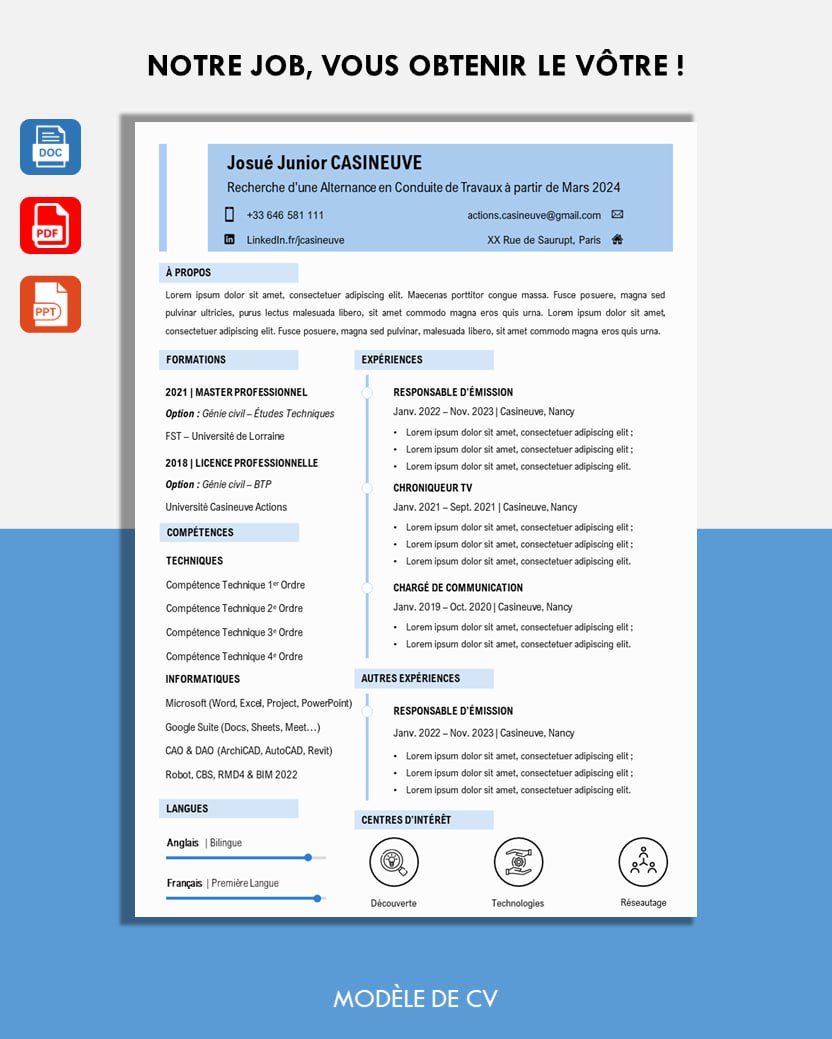 NOTRE JOB, VOUS OBTENIR LE VÔTRE !
DOC
PDF
PPT
Josué Junior CASINEUVE
Recherche d'une Alternance en Conduite de Travaux à partir de Mars 2024
+33 646 581 111
actions.casineuve@gmail.com
in
LinkedIn.fr/jcasineuve
XX Rue de Saurupt, Paris
À PROPOS
Lorem ipsum dolor sit amet, consectetuer adipiscing elit. Maecenas porttitor congue massa. Fusce posuere, magna sed
pulvinar ultricies, purus lectus malesuada libero, sit amet commodo magna eros quis urna. Lorem ipsum dolor sit amet,
consectetuer adipiscing elit. Fusce posuere, magna sed pulvinar, malesuada libero, sit amet commodo magna eros quis urna.
FORMATIONS
2021 | MASTER PROFESSIONNEL
Option : Génie civil – Études Techniques
FST – Université de Lorraine
2018 | LICENCE PROFESSIONNELLE
Option : Génie civil – BTP
Université Casineuve Actions
COMPÉTENCES
TECHNIQUES
Compétence Technique 1er Ordre
Compétence Technique 2e Ordre
Compétence Technique 3e Ordre
Compétence Technique 4e Ordre
INFORMATIQUES
Microsoft (Word, Excel, Project, PowerPoint)
Google Suite (Docs, Sheets, Meet…)
CAO & DAO (ArchiCAD, AutoCAD, Revit)
Robot, CBS, RMD4 & BIM 2022
LANGUES
Anglais | Bilingue
Français | Première Langue
EXPÉRIENCES
RESPONSABLE D'ÉMISSION
Janv. 2022 – Nov. 2023 | Casineuve, Nancy
• Lorem ipsum dolor sit amet, consectetuer adipiscing elit ;
• Lorem ipsum dolor sit amet, consectetuer adipiscing elit ;
• Lorem ipsum dolor sit amet, consectetuer adipiscing elit.
CHRONIQUEUR TV
Janv. 2021 – Sept. 2021 | Casineuve, Nancy
• Lorem ipsum dolor sit amet, consectetuer adipiscing elit ;
• Lorem ipsum dolor sit amet, consectetuer adipiscing elit ;
• Lorem ipsum dolor sit amet, consectetuer adipiscing elit.
CHARGÉ DE COMMUNICATION
Janv. 2019 – Oct. 2020 | Casineuve, Nancy
• Lorem ipsum dolor sit amet, consectetuer adipiscing elit ;
• Lorem ipsum dolor sit amet, consectetuer adipiscing elit.
AUTRES EXPÉRIENCES
RESPONSABLE D'ÉMISSION
Janv. 2022 – Nov. 2023 | Casineuve, Nancy
• Lorem ipsum dolor sit amet, consectetuer adipiscing elit ;
• Lorem ipsum dolor sit amet, consectetuer adipiscing elit ;
• Lorem ipsum dolor sit amet, consectetuer adipiscing elit.
CENTRES D'INTÉRÊT
Découverte
Technologies
Réseautage
MODÈLE DE CV